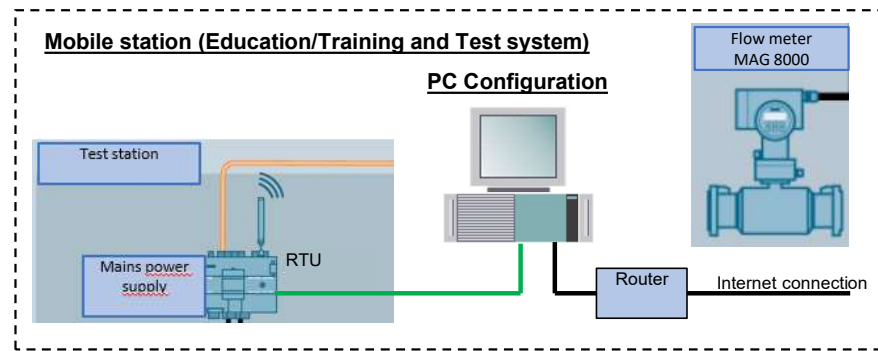 Mobile station (Education/Training and Test system)
Flow meter
MAG 8000
PC Configuration
Test station
RTU
Mains power
supply
Router
Internet connection